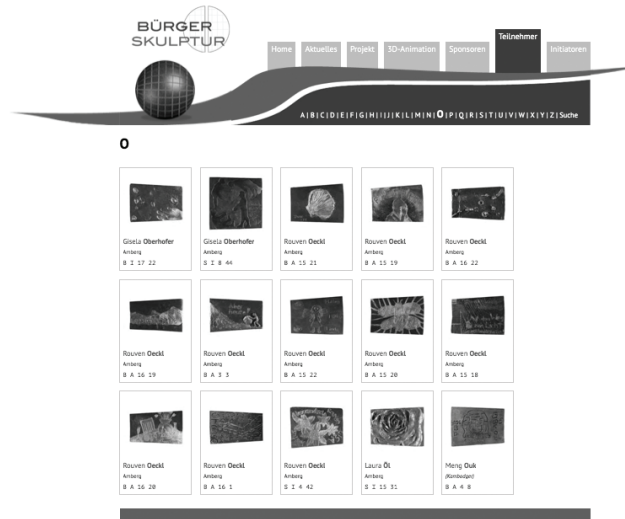 BÜRGER
SKULPTUR
Home Aktuelles Projekt 3D-Animation Sponsoren Teilnehmer Initiatoren
A|B|C|D|E|F|G|H|I|J|K|L|M|N|O|P|Q|R|S|T|U|V|W|X|Y|Z|Suche
O
Gisela Oberhofer
Amberg
B I 17 22
Gisela Oberhofer
Amberg
S I 8 44
Rouven Oeckl
Amberg
B A 15 21
Rouven Oeckl
Amberg
B A 15 19
Rouven Oeckl
Amberg
B A 16 22
Rouven Oeckl
Amberg
B A 16 19
Rouven Oeckl
Amberg
B A 3 3
Rouven Oeckl
Amberg
B A 15 22
Rouven Oeckl
Amberg
B A 15 20
Rouven Oeckl
Amberg
B A 15 18
Rouven Oeckl
Amberg
B A 16 20
Rouven Oeckl
Amberg
B A 16 1
Rouven Oeckl
Amberg
S I 4 42
Laura Öl
Amberg
S I 15 31
Meng Ouk
(Kambodgar)
B A 4 8